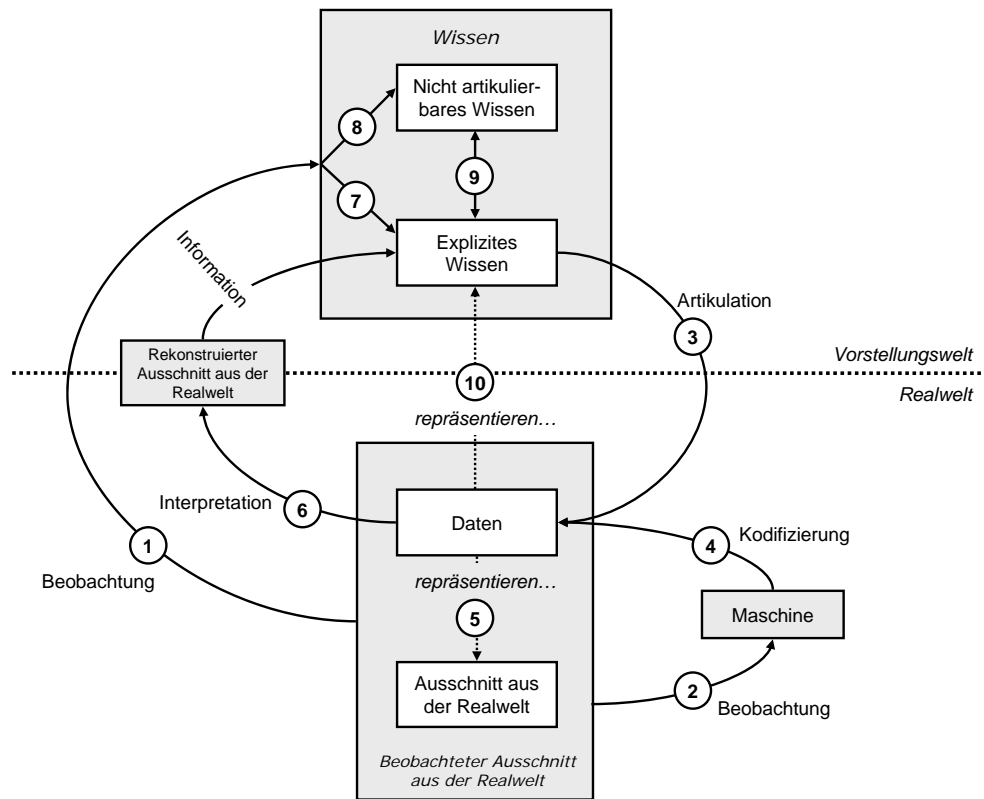 Wissen
Nicht artikulier-
bares Wissen
8
9
7
Explizites
Wissen
Information
Artikulation
3
Rekonstruierter
Ausschnitt aus der
Realwelt
Vorstellungswelt
10
Realwelt
repräsentieren...
Interpretation
6
Daten
Kodifizierung
4
1
Beobachtung
repräsentieren...
5
Maschine
Ausschnitt aus
der Realwelt
2
Beobachtung
Beobachteter Ausschnitt
aus der Realwelt